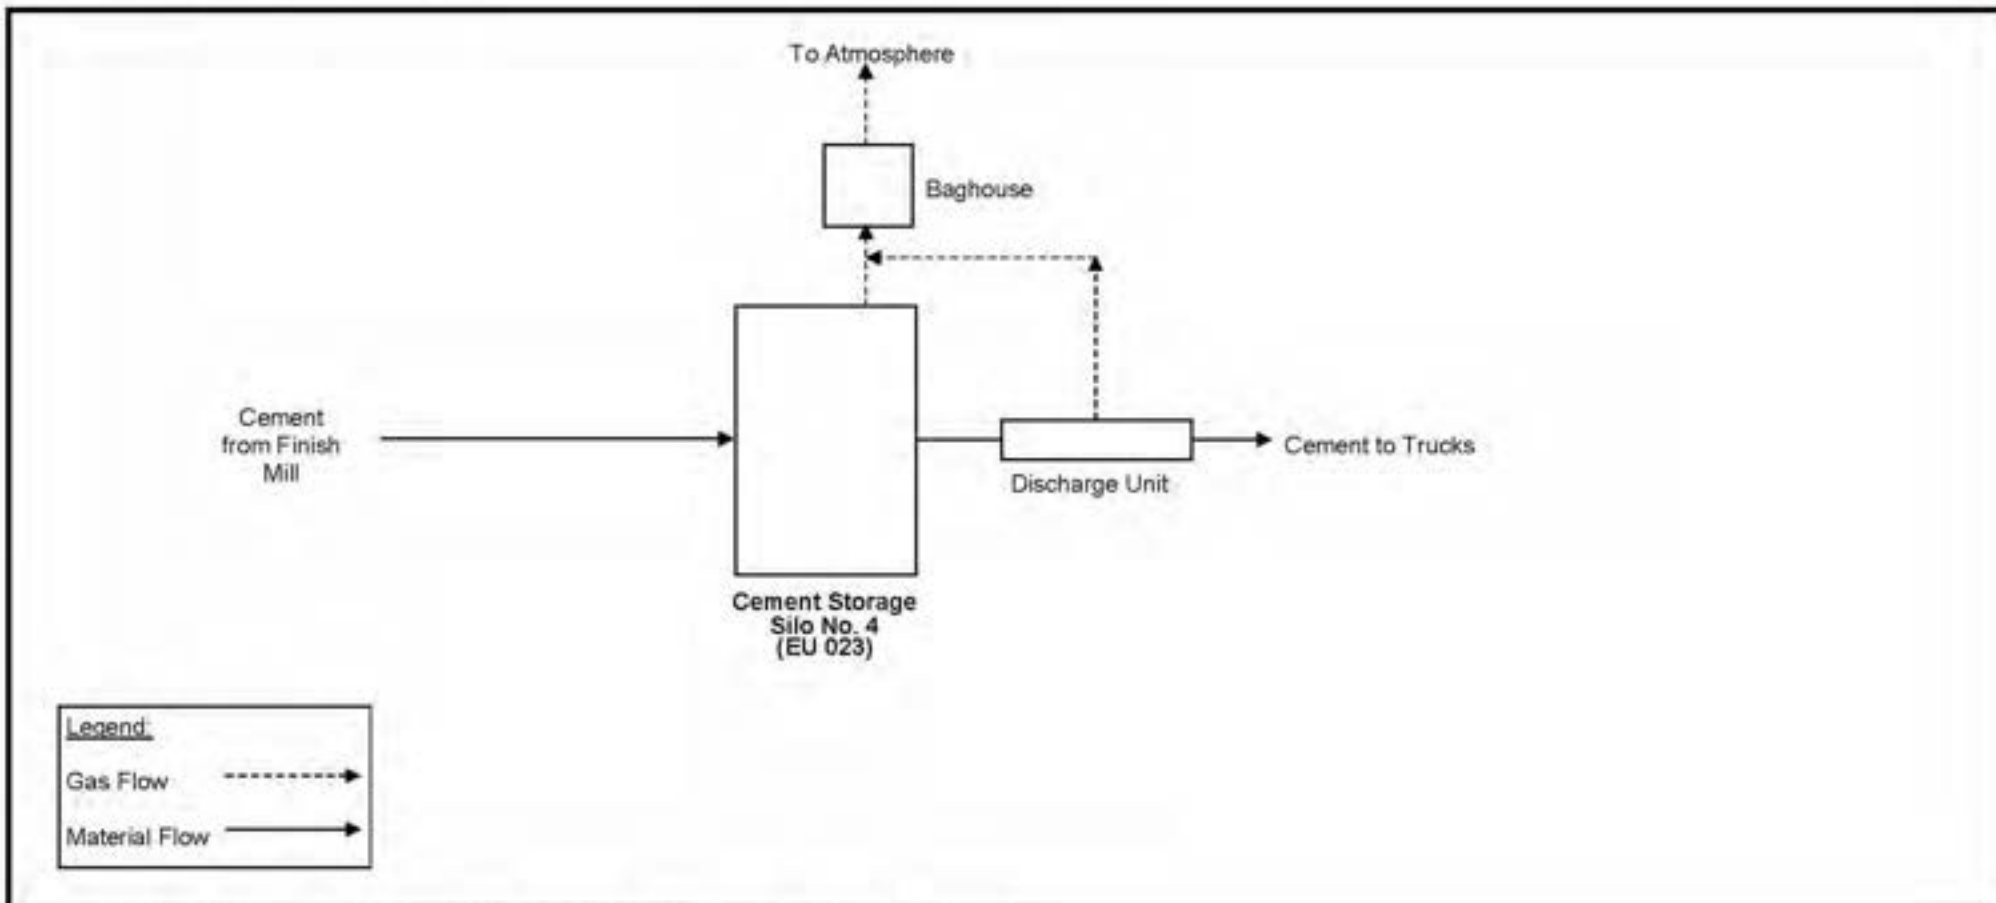 To Atmosphere
Baghouse
Cement
from Finish
Mill
Cement to Trucks
Discharge Unit
Cement Storage
Silo No. 4
(EU 023)
Legend:
Gas Flow
Material Flow